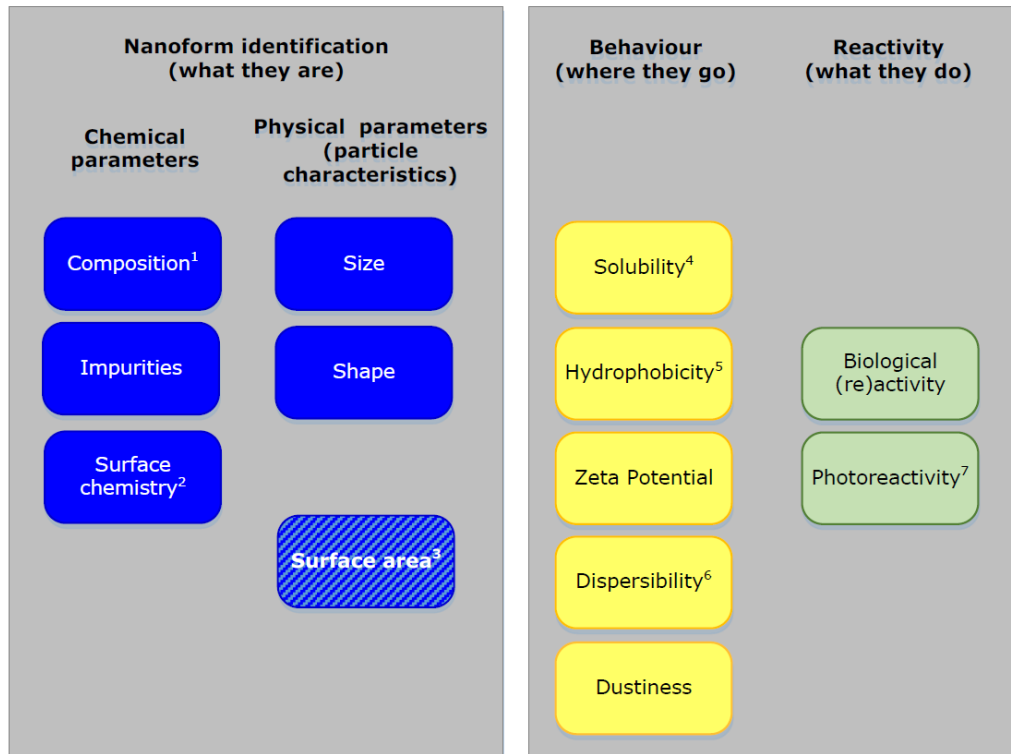 Nanoform identification
(what they are)
Chemical
parameters
Composition¹
Impurities
Surface
chemistry²
Physical parameters
(particle
characteristics)
Size
Shape
Surface area³
Behaviour
(where they go)
Solubility⁴
Hydrophobicity⁵
Zeta Potential
Dispersibility⁶
Dustiness
Reactivity
(what they do)
Biological
(re)activity
Photoreactivity⁷